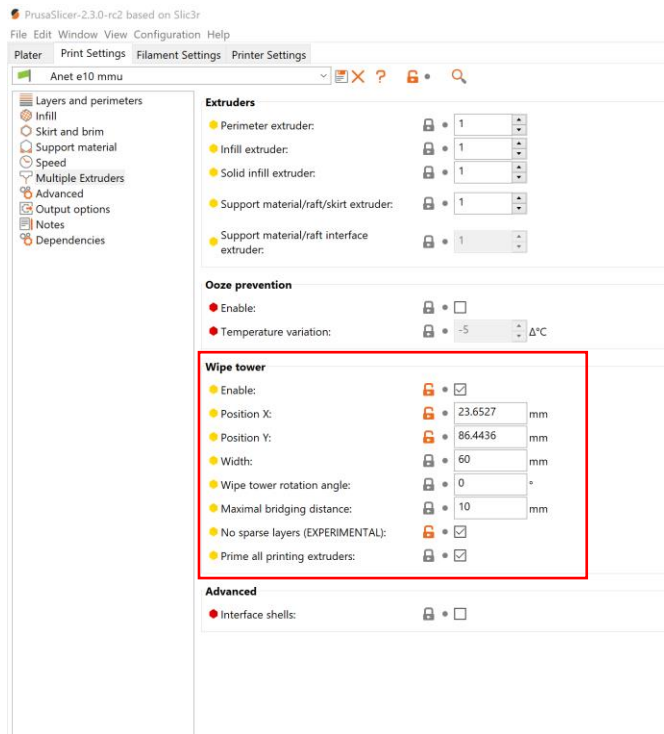 PrusaSlicer-2.3.0-rc2 based on Slic3r
File Edit Window View Configuration Help
Plater Print Settings Filament Settings Printer Settings
Anet e10 mmu
Layers and perimeters
Infill
Skirt and brim
Support material
Speed
Multiple Extruders
Advanced
Output options
Notes
Dependencies
Extruders
Perimeter extruder: 1
Infill extruder: 1
Solid infill extruder: 1
Support material/raft/skirt extruder: 1
Support material/raft interface
extruder: 1
Ooze prevention
Enable:
Temperature variation: -5 Δ°C
Wipe tower
Enable:
Position X: 23.6527 mm
Position Y: 86.4436 mm
Width: 60 mm
Wipe tower rotation angle: 0 °
Maximal bridging distance: 10 mm
No sparse layers (EXPERIMENTAL):
Prime all printing extruders:
Advanced
Interface shells: